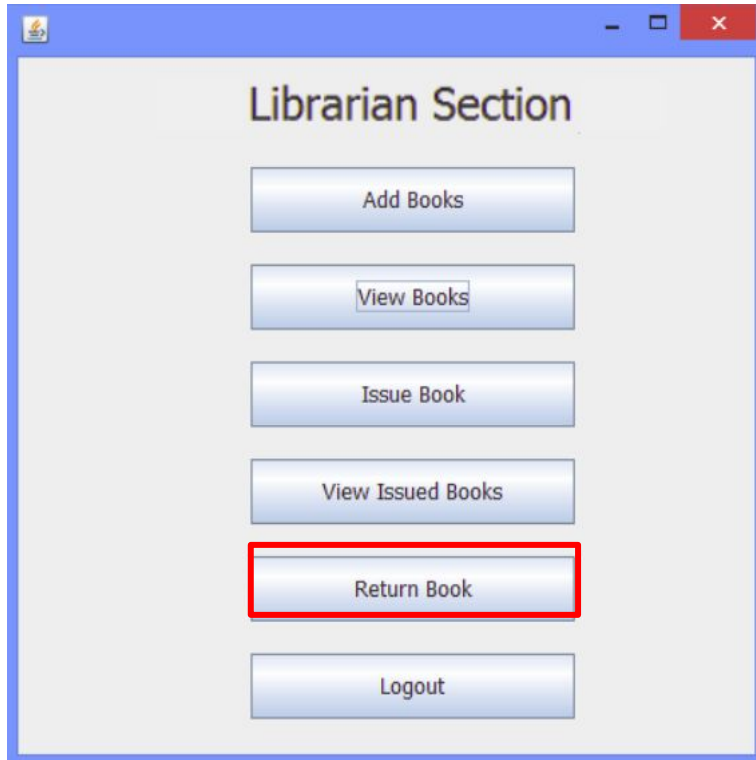 Librarian Section
Add Books
View Books
Issue Book
View Issued Books
Return Book
Logout